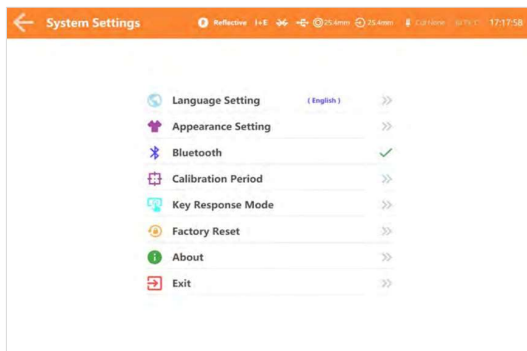 System Settings
R Reflective I+E 25.4mm 25.4mm 17:17:58
Language Setting ( English )
Appearance Setting
Bluetooth
Calibration Period
Key Response Mode
Factory Reset
About
Exit